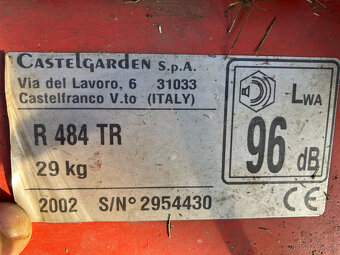 CASTELGARDEN S.p.A.
Via del Lavoro, 6 31033
Castelfranco V.to (ITALY)
R 484 TR
29 kg
2002 S/N° 2954430
LWA
96 dB
CE